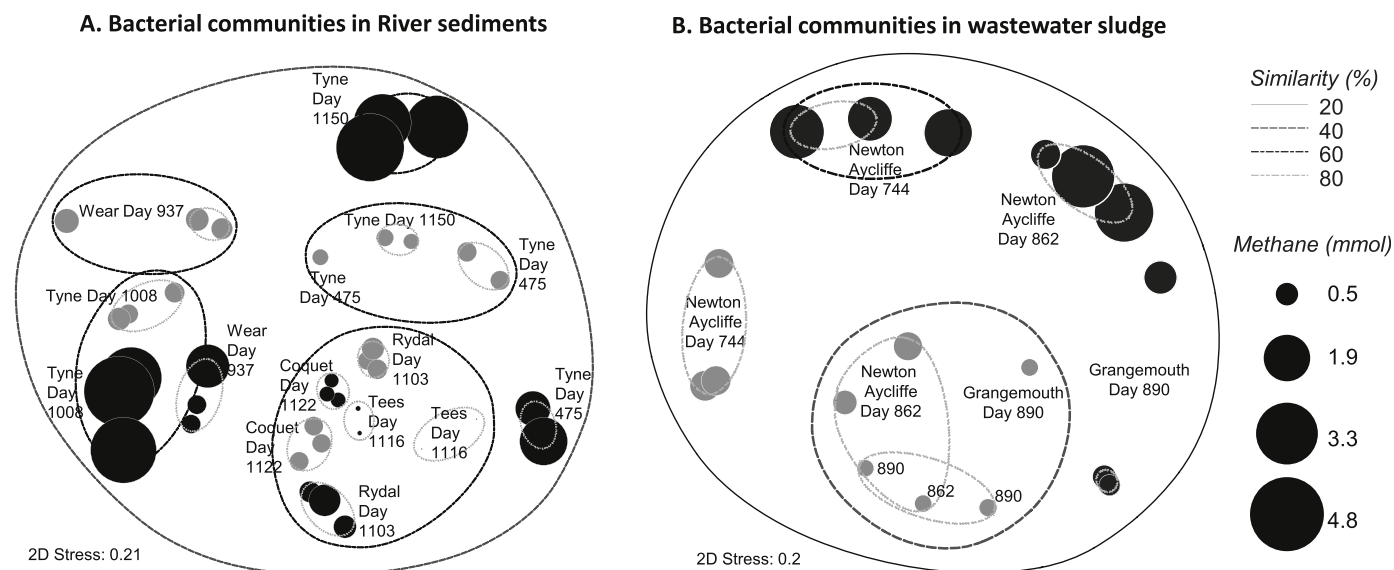 A. Bacterial communities in River sediments
Tyne
Day
1150
Wear Day 937
Tyne Day 1150
Tyne
Day 475
Tyne
Day
475
Tyne Day 1008
Tyne
Day
1008
Wear
Day
937
Coquet
Day
1122
Rydal
Day
1103
Tees
Day
1116
Tees
Day
1116
Coquet
Day
1122
Rydal
Day
1103
Tyne
Day
475
2D Stress: 0.21
B. Bacterial communities in wastewater sludge
Newton
Aycliffe
Day 744
Newton
Aycliffe
Day 862
Newton
Aycliffe
Day 744
Newton
Aycliffe
Day 862
Grangemouth
Day 890
Grangemouth
Day 890
890
862
890
2D Stress: 0.2
Similarity (%)
20
40
60
80
Methane (mmol)
0.5
1.9
3.3
4.8